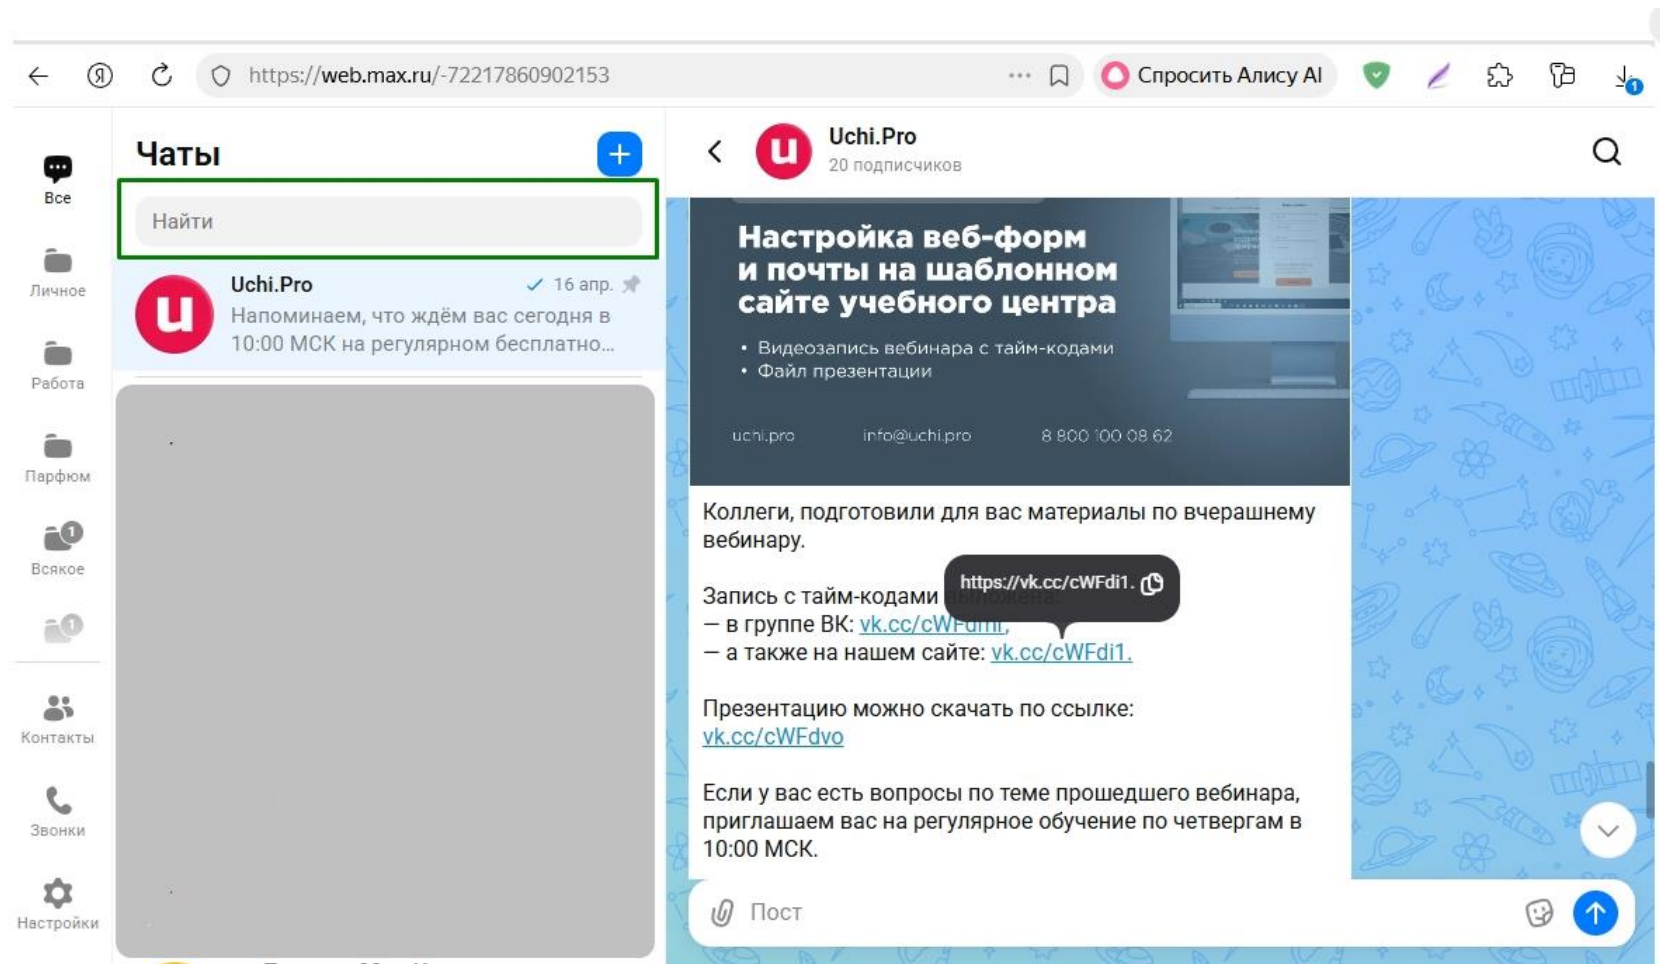 https://web.max.ru/-72217860902153
Спросить Алису AI
1
Все
Личное
Работа
Парфюм
1
Всякое
1
Контакты
Звонки
Настройки
Чаты
Найти
Uchi.Pro
16 апр.
Напоминаем, что ждём вас сегодня в
10:00 МСК на регулярном бесплатно...
Uchi.Pro
20 подписчиков
Настройка веб-форм
и почты на шаблонном
сайте учебного центра
• Видеозапись вебинара с тайм-кодами
• Файл презентации
uchi.pro info@uchi.pro 8 800 100 08 62
Коллеги, подготовили для вас материалы по вчерашнему
вебинару.
https://vk.cc/cWFdi1.
Запись с тайм-кодами
— в группе ВК:
— а также на нашем сайте: vk.cc/cWFdi1.
Презентацию можно скачать по ссылке:
vk.cc/cWFdvo
Если у вас есть вопросы по теме прошедшего вебинара,
приглашаем вас на регулярное обучение по четвергам в
10:00 МСК.
Пост